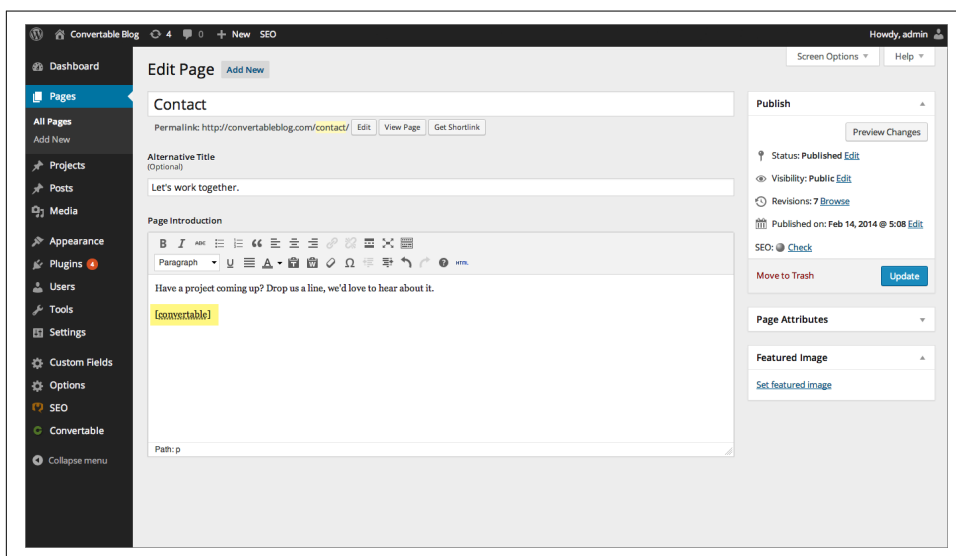 Convertable Blog 4 0 + New SEO Howdy, admin
Screen Options Help
Dashboard
Pages
All Pages
Add New
Projects
Posts
Media
Appearance
Plugins 4
Users
Tools
Settings
Custom Fields
Options
SEO
Convertable
Collapse menu
Edit Page Add New
Contact
Permalink: http://convertableblog.com/contact/ Edit View Page Get Shortlink
Alternative Title
(Optional)
Let's work together.
Page Introduction
B I ABC
Paragraph U A T W Ω HTML
Have a project coming up? Drop us a line, we'd love to hear about it.
[convertable]
Path: p
Publish
Preview Changes
Status: Published Edit
Visibility: Public Edit
Revisions: 7 Browse
Published on: Feb 14, 2014 @ 5:08 Edit
SEO: Check
Move to Trash Update
Page Attributes
Featured Image
Set featured image